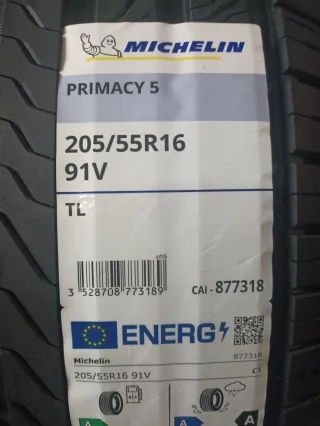 MICHELIN
PRIMACY 5
205/55R16
91V
TL
sm6
3 528708 773189
CAI - 877318
ENERG
Michelin 877318
205/55R16 91V C1
A A